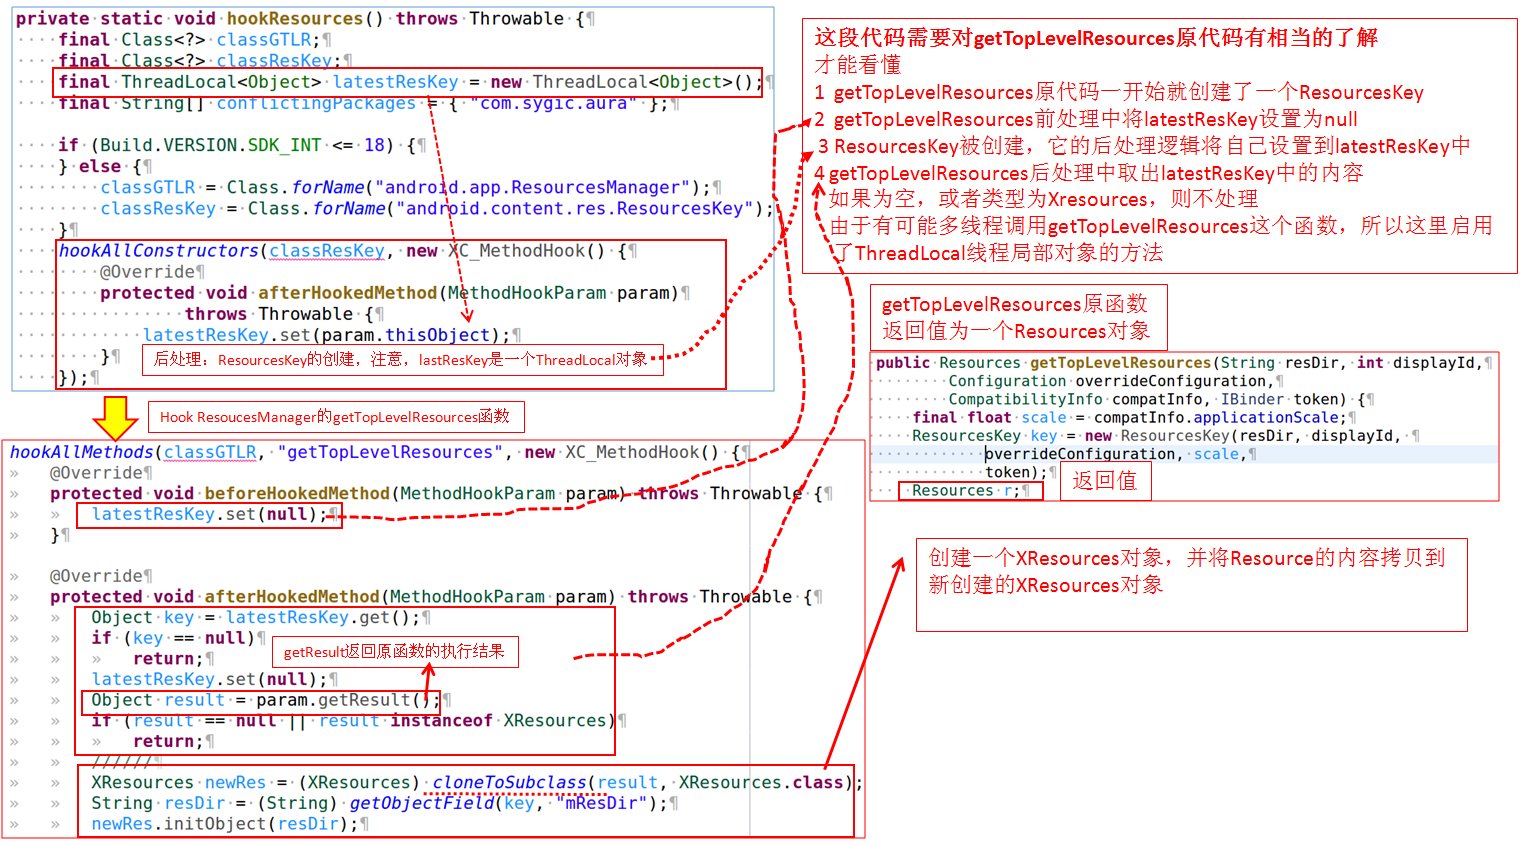 private static void hookResources() throws Throwable {
final Class<?> classGTLR;
final Class<?> classResKey;
final ThreadLocal<Object> latestResKey = new ThreadLocal<Object>();
final String[] conflictingPackages = { "com.sygic.aura" };
if (Build.VERSION.SDK_INT <= 18) {
} else {
classGTLR = Class.forName("android.app.ResourcesManager");
classResKey = Class.forName("android.content.res.ResourcesKey");
}
hookAllConstructors(classResKey, new XC_MethodHook() {
@Override
protected void afterHookedMethod(MethodHookParam param)
throws Throwable {
latestResKey.set(param.thisObject);
}
后处理：ResourcesKey的创建，注意，lastResKey是一个ThreadLocal对象
});
Hook ResoucesManager的getTopLevelResources函数
hookAllMethods(classGTLR, "getTopLevelResources", new XC_MethodHook() {
@Override
protected void beforeHookedMethod(MethodHookParam param) throws Throwable {
latestResKey.set(null);
}
@Override
protected void afterHookedMethod(MethodHookParam param) throws Throwable {
Object key = latestResKey.get();
if (key == null)
return;
getResult返回原函数的执行结果
latestResKey.set(null);
Object result = param.getResult();
if (result == null || result instanceof XResources)
return;
//////
XResources newRes = (XResources) cloneToSubclass(result, XResources.class);
String resDir = (String) getObjectField(key, "mResDir");
newRes.initObject(resDir);
这段代码需要对getTopLevelResources原代码有相当的了解
才能看懂
1 getTopLevelResources原代码一开始就创建了一个ResourcesKey
2 getTopLevelResources前处理中将latestResKey设置为null
3 ResourcesKey被创建，它的后处理逻辑将自己设置到latestResKey中
4 getTopLevelResources后处理中取出latestResKey中的内容
如果为空，或者类型为Xresources，则不处理
由于有可能多线程调用getTopLevelResources这个函数，所以这里启用
了ThreadLocal线程局部对象的方法
getTopLevelResources原函数
返回值为一个Resources对象
public Resources getTopLevelResources(String resDir, int displayId,
Configuration overrideConfiguration,
CompatibilityInfo compatInfo, IBinder token) {
final float scale = compatInfo.applicationScale;
ResourcesKey key = new ResourcesKey(resDir, displayId,
overrideConfiguration, scale,
token);
Resources r;
返回值
创建一个XResources对象，并将Resource的内容拷贝到
新创建的XResources对象